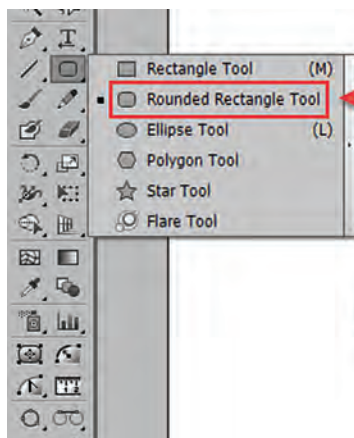 Rectangle Tool (M)
Rounded Rectangle Tool
Ellipse Tool (L)
Polygon Tool
Star Tool
Flare Tool